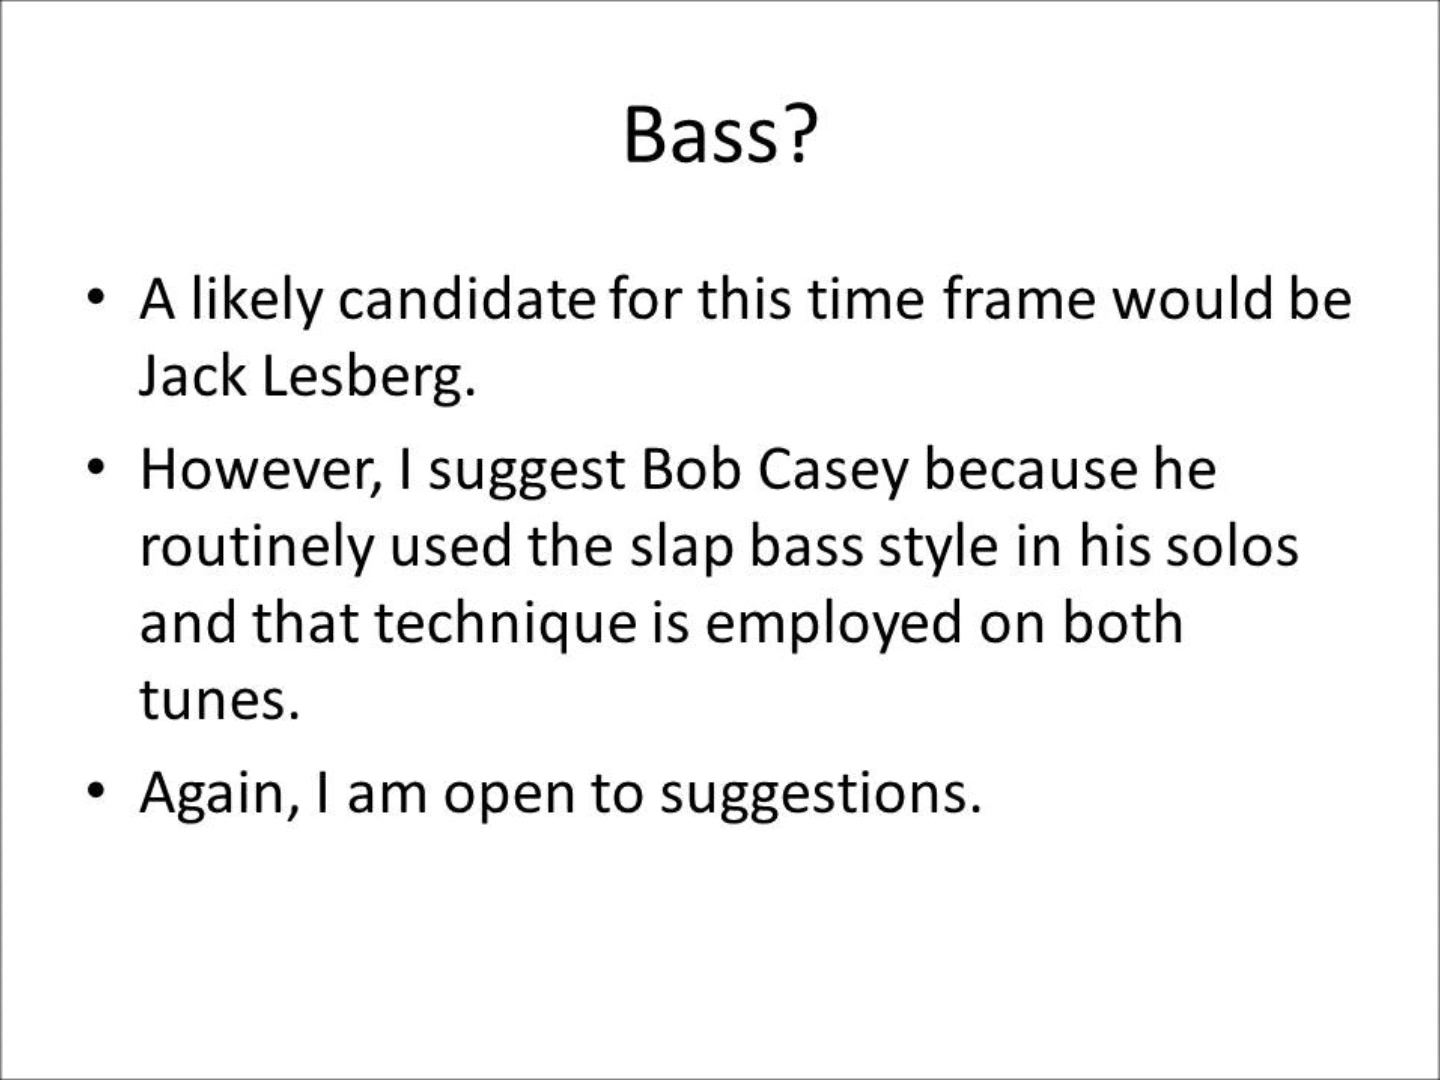 Bass?
• A likely candidate for this time frame would be
Jack Lesberg.
• However, I suggest Bob Casey because he
routinely used the slap bass style in his solos
and that technique is employed on both
tunes.
• Again, I am open to suggestions.